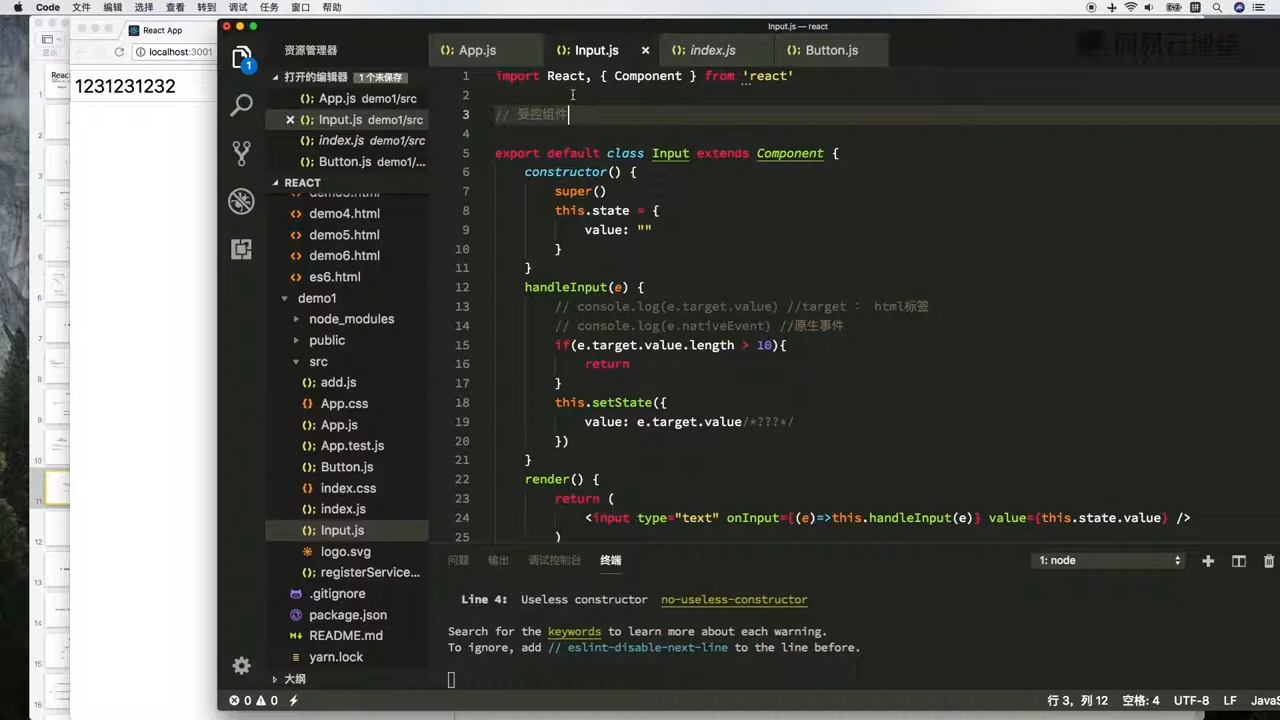 Code 文件 编辑 选择 查看 转到 调试 任务 窗口 帮助
React App
localhost:3001
1231231232
Input.js — react
资源管理器
打开的编辑器 1 个未保存
App.js demo1/src
Input.js demo1/src
index.js demo1/src
Button.js demo1/...
REACT
demo4.html
demo5.html
demo6.html
es6.html
demo1
node_modules
public
src
add.js
App.css
App.js
App.test.js
Button.js
index.css
index.js
Input.js
logo.svg
registerService...
.gitignore
package.json
README.md
yarn.lock
大纲
App.js Input.js index.js Button.js
1 import React, { Component } from 'react'
2
3 // 受控组件
4
5 export default class Input extends Component {
6 constructor() {
7 super()
8 this.state = {
9 value: ""
10 }
11 }
12 handleInput(e) {
13 // console.log(e.target.value) //target ： html标签
14 // console.log(e.nativeEvent) //原生事件
15 if(e.target.value.length > 10){
16 return
17 }
18 this.setState({
19 value: e.target.value/*???*/
20 })
21 }
22 render() {
23 return (
24 <input type="text" onInput={(e)=>this.handleInput(e)} value={this.state.value} />
25 )
问题 输出 调试控制台 终端 1: node
Line 4: Useless constructor no-useless-constructor
Search for the keywords to learn more about each warning.
To ignore, add // eslint-disable-next-line to the line before.
0 0 行 3，列 12 空格: 4 UTF-8 LF Java